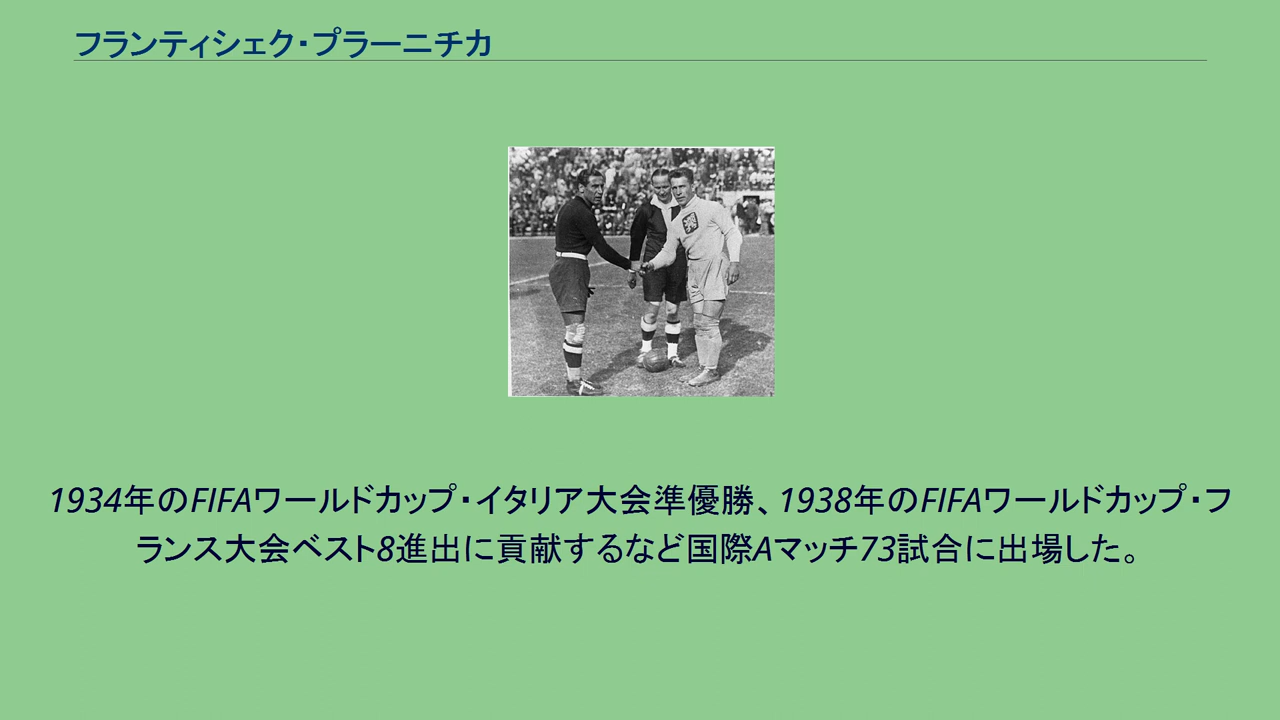 フランティシェク・プラーニチカ
1934年のFIFAワールドカップ・イタリア大会準優勝、1938年のFIFAワールドカップ・フ
ランス大会ベスト8進出に貢献するなど国際Aマッチ73試合に出場した。